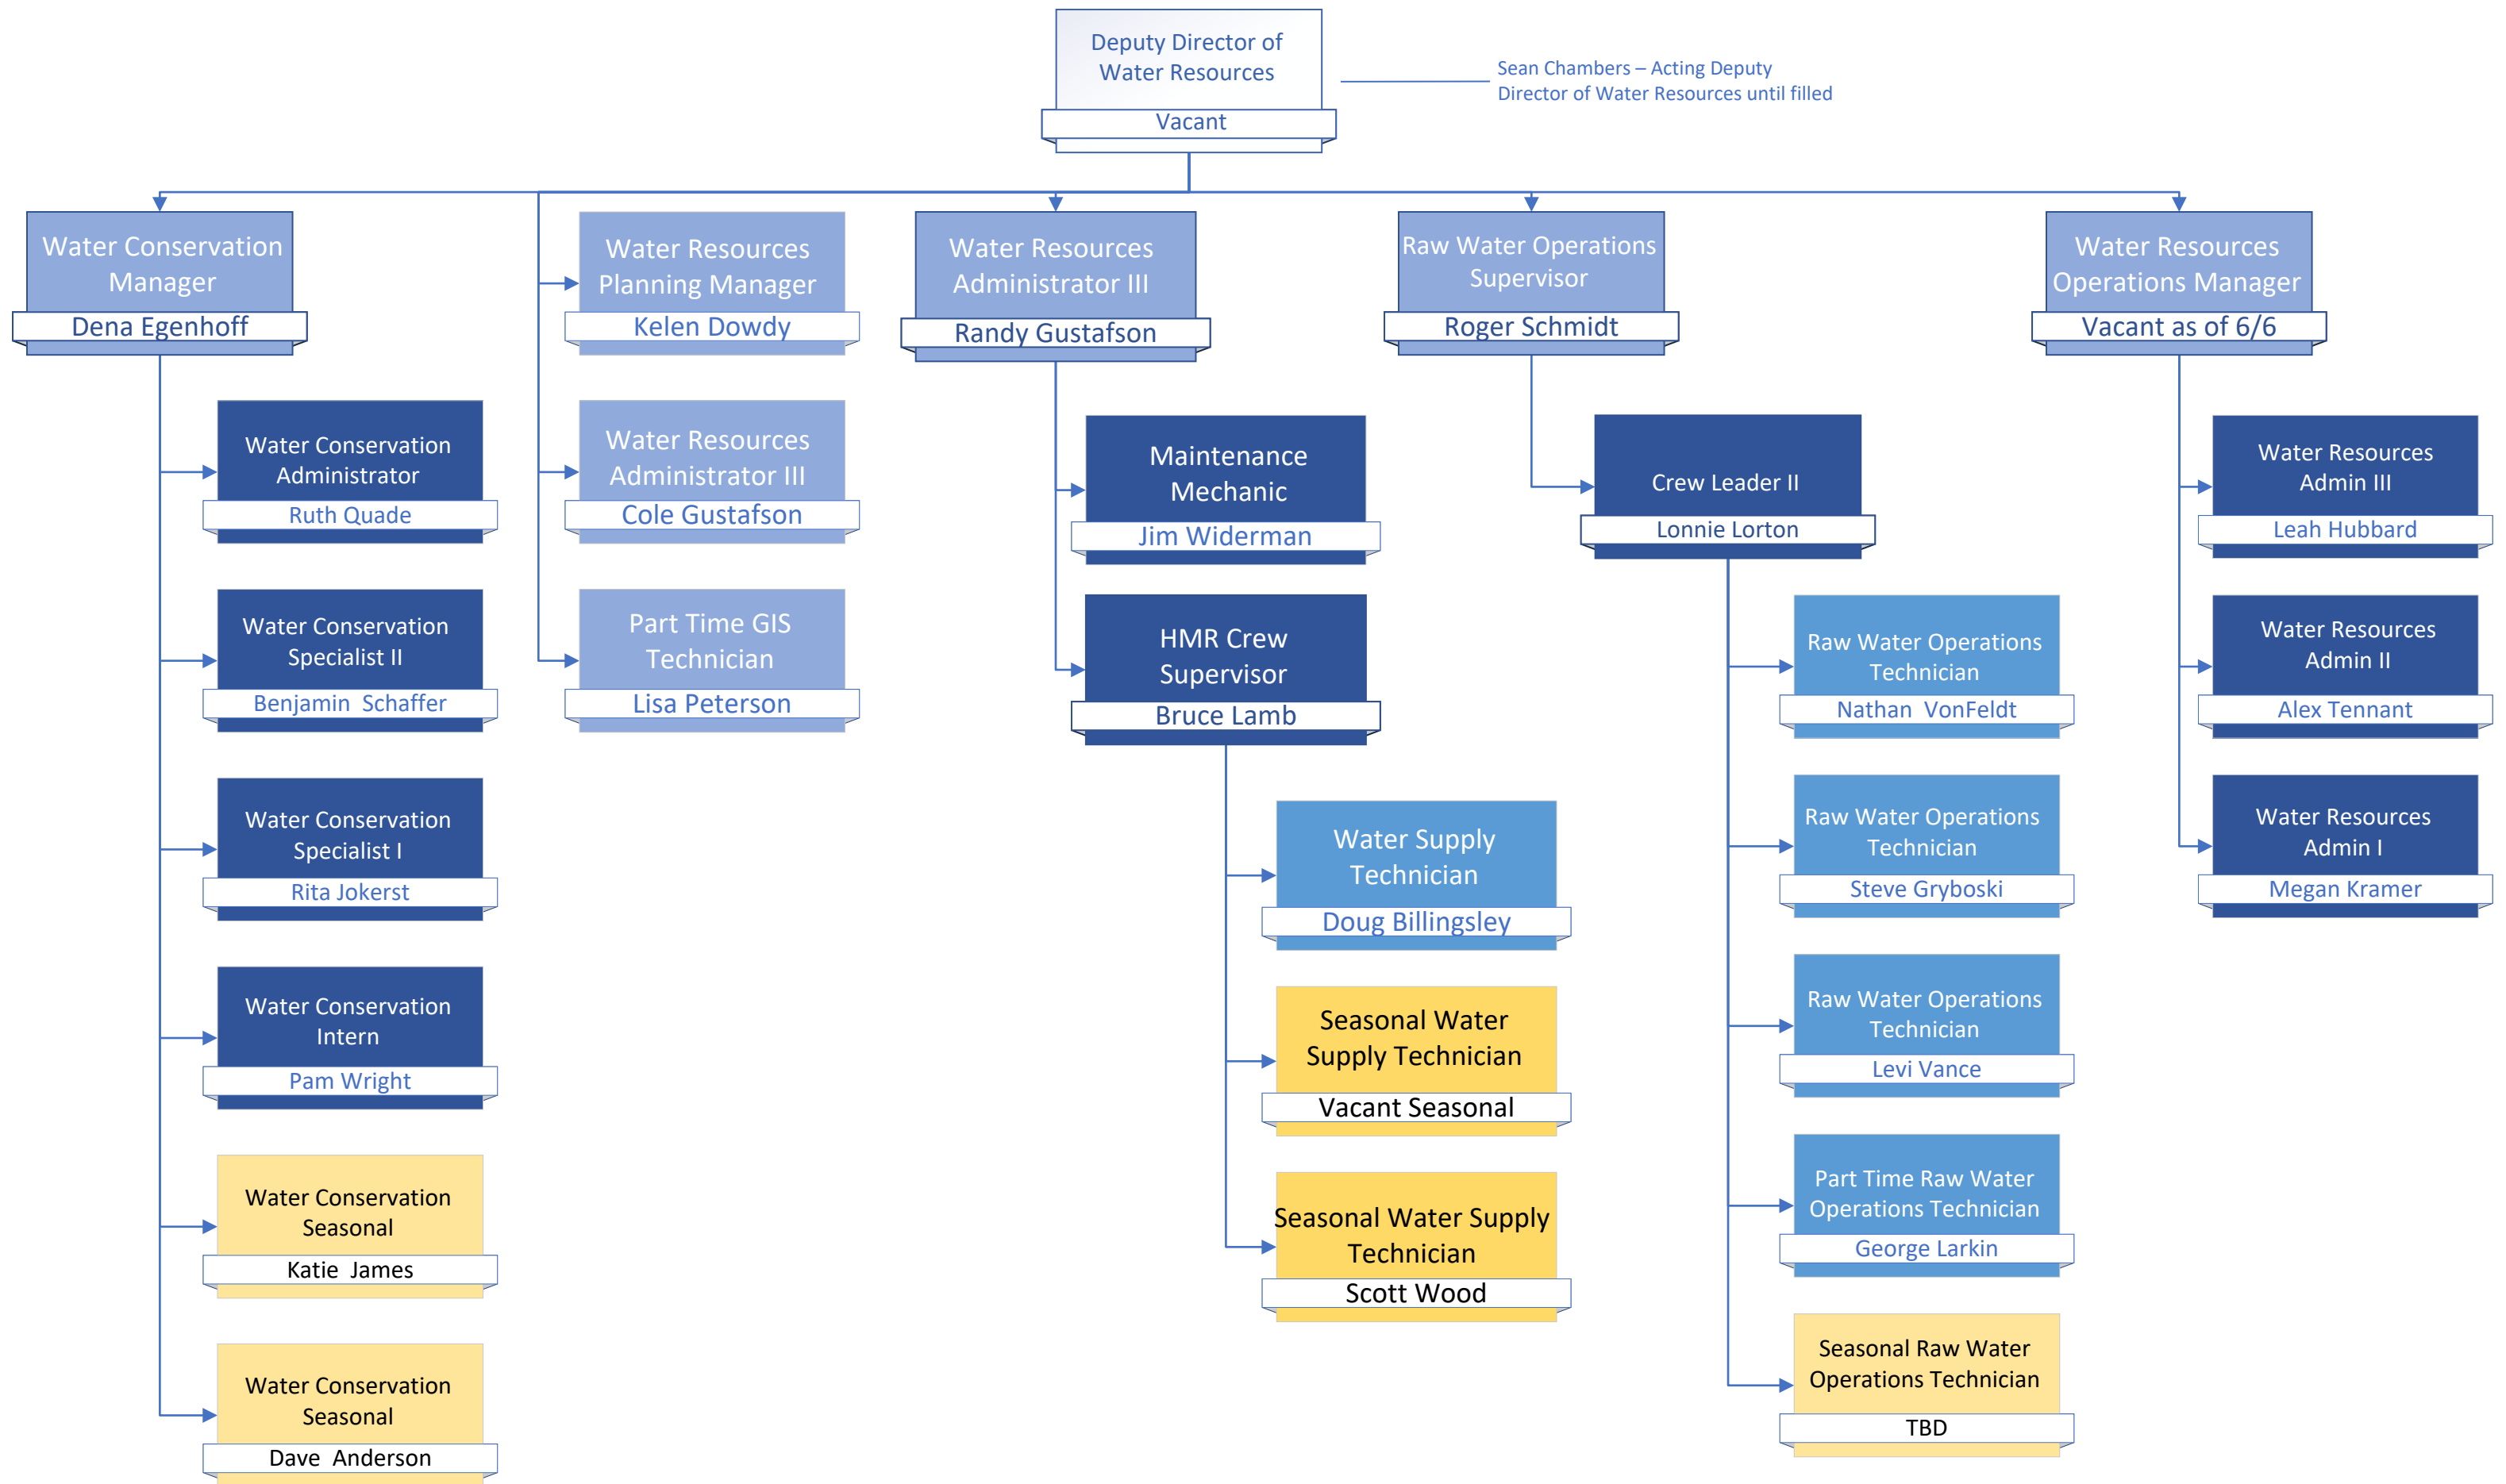 Deputy Director of
Water Resources
Vacant
Sean Chambers – Acting Deputy
Director of Water Resources until filled
Water Conservation
Manager
Dena Egenhoff
Water Conservation
Administrator
Ruth Quade
Water Conservation
Specialist II
Benjamin Schaffer
Water Conservation
Specialist I
Rita Jokerst
Water Conservation
Intern
Pam Wright
Water Conservation
Seasonal
Katie James
Water Conservation
Seasonal
Dave Anderson
Water Resources
Planning Manager
Kelen Dowdy
Water Resources
Administrator III
Cole Gustafson
Part Time GIS
Technician
Lisa Peterson
Water Resources
Administrator III
Randy Gustafson
Maintenance
Mechanic
Jim Widerman
HMR Crew
Supervisor
Bruce Lamb
Water Supply
Technician
Doug Billingsley
Seasonal Water
Supply Technician
Vacant Seasonal
Seasonal Water Supply
Technician
Scott Wood
Raw Water Operations
Supervisor
Roger Schmidt
Crew Leader II
Lonnie Lorton
Raw Water Operations
Technician
Nathan VonFeldt
Raw Water Operations
Technician
Steve Gryboski
Raw Water Operations
Technician
Levi Vance
Part Time Raw Water
Operations Technician
George Larkin
Seasonal Raw Water
Operations Technician
TBD
Water Resources
Operations Manager
Vacant as of 6/6
Water Resources
Admin III
Leah Hubbard
Water Resources
Admin II
Alex Tennant
Water Resources
Admin I
Megan Kramer